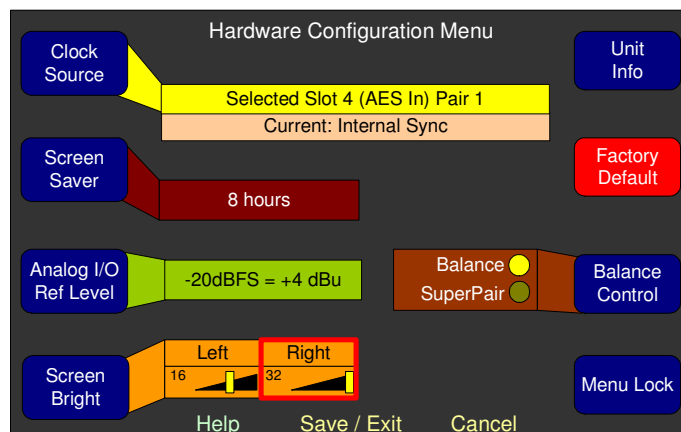 Hardware Configuration Menu
Clock
Source
Selected Slot 4 (AES In) Pair 1
Current: Internal Sync
Unit
Info
Screen
Saver
8 hours
Factory
Default
Analog I/O
Ref Level
-20dBFS = +4 dBu
Balance
SuperPair
Balance
Control
Screen
Bright
Left
Right
16
32
Menu Lock
Help
Save / Exit
Cancel